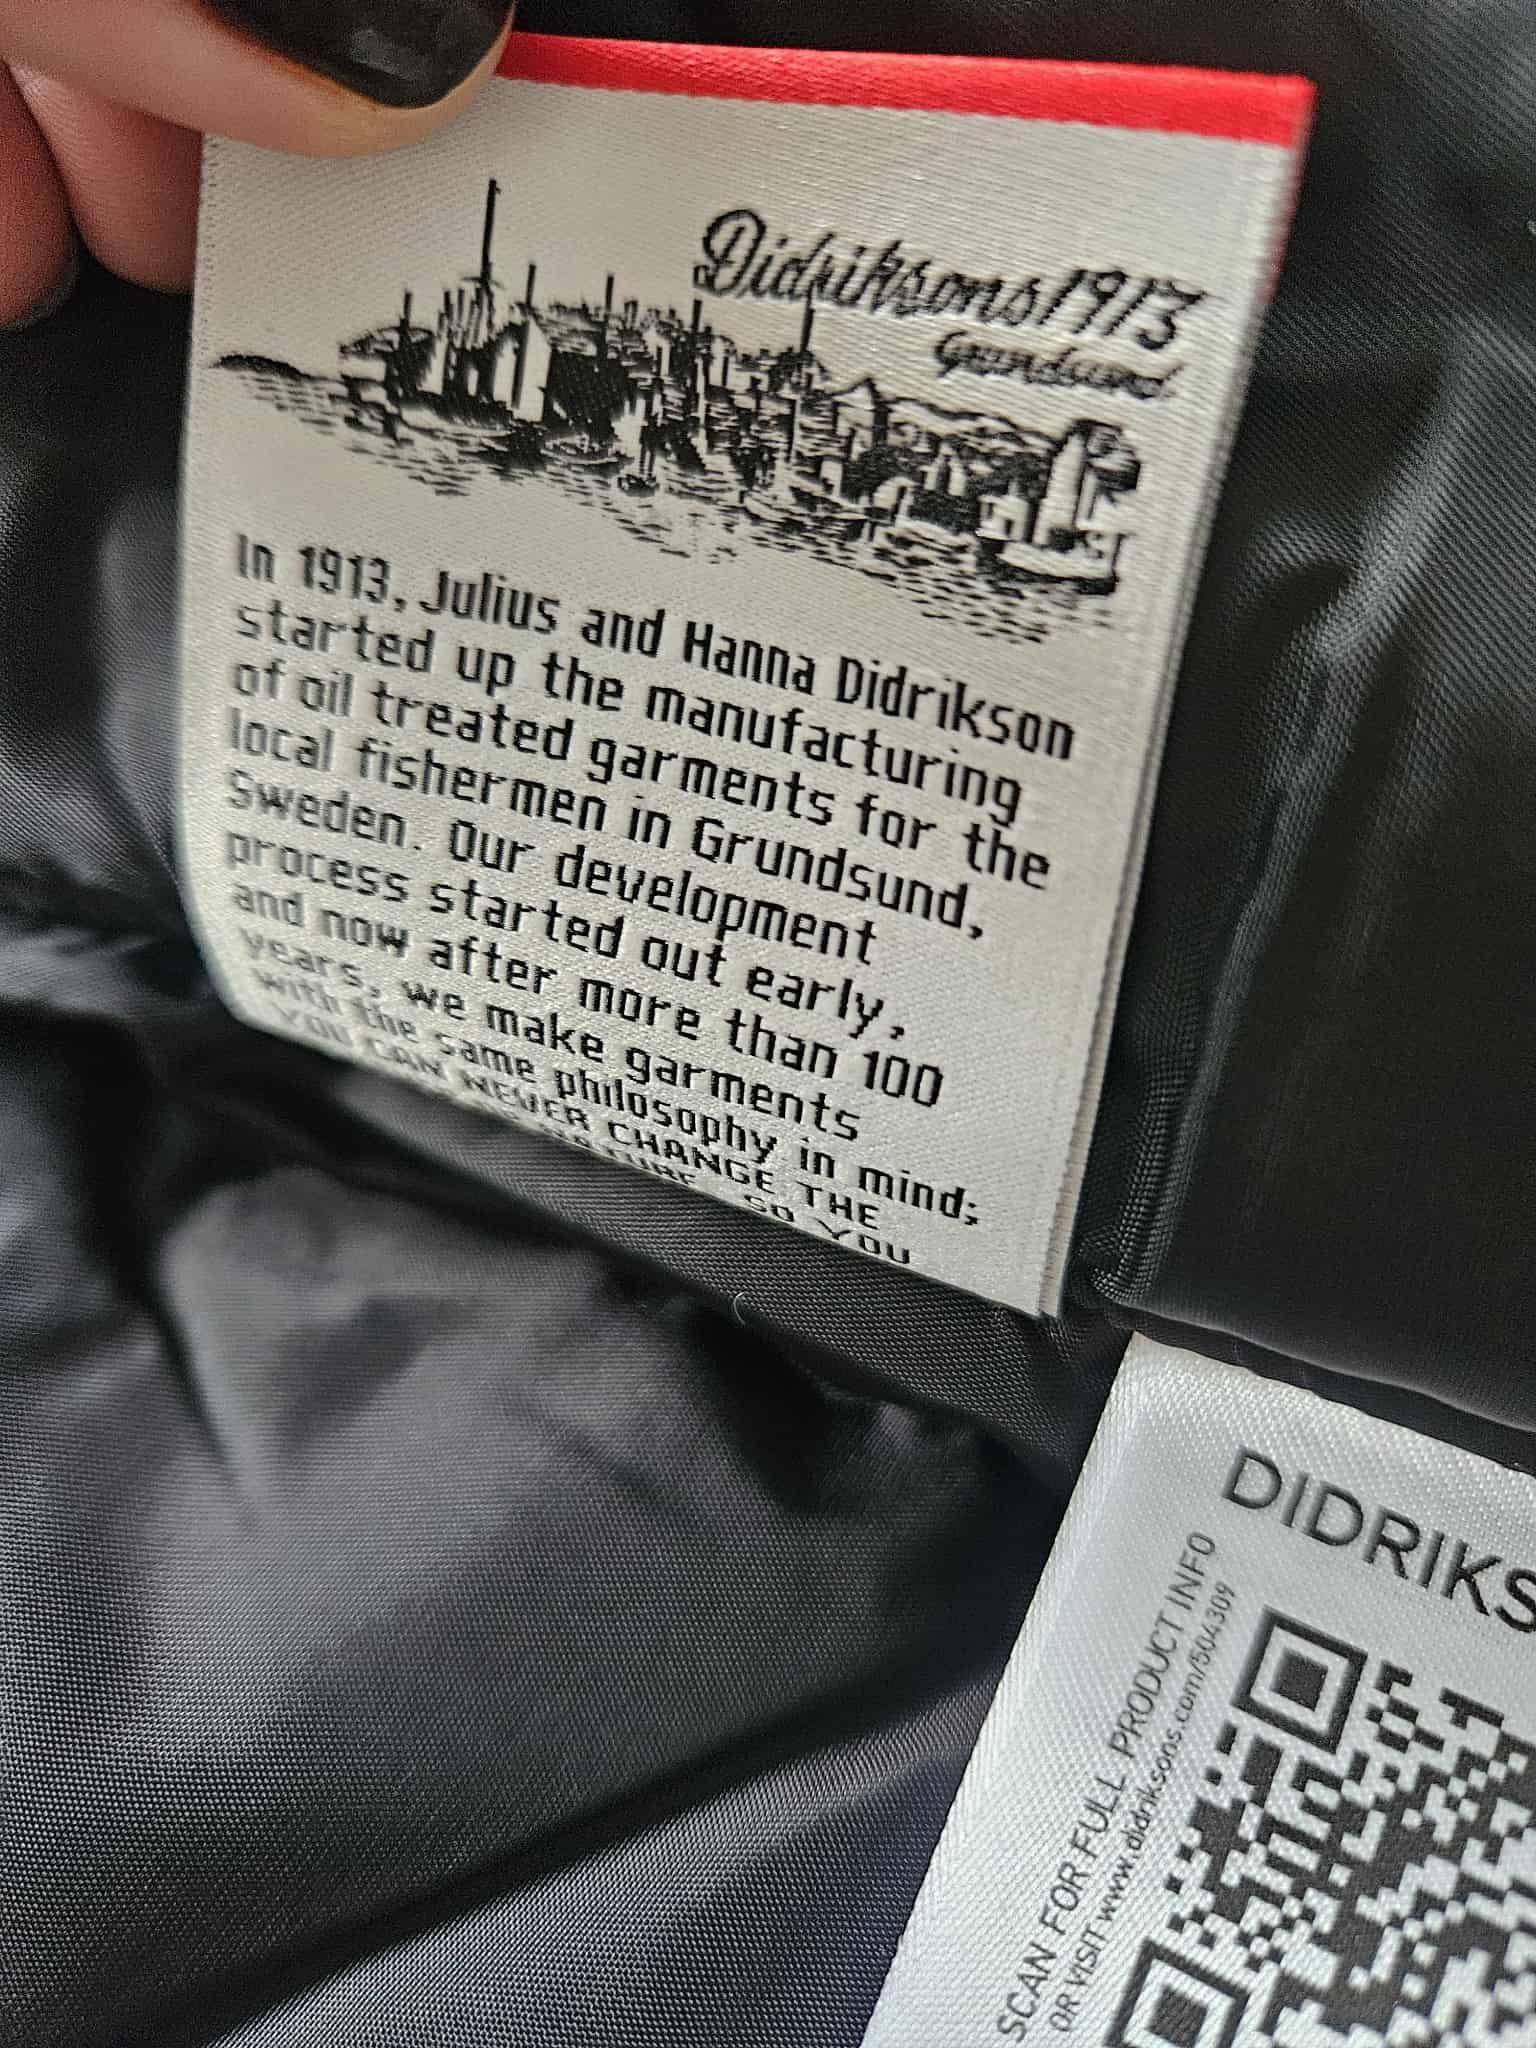 Didriksons1913
Grundsund
In 1913, Julius and Hanna Didrikson
started up the manufacturing
of oil treated garments for the
local fishermen in Grundsund,
Sweden. Our development
process started out early,
and now after more than 100
years, we make garments
with the same philosophy in mind;
YOU CAN NEVER CHANGE THE
NATURE, SO YOU
DIDRIKS
SCAN FOR FULL PRODUCT INFO
OR VISIT www.didriksons.com/504309